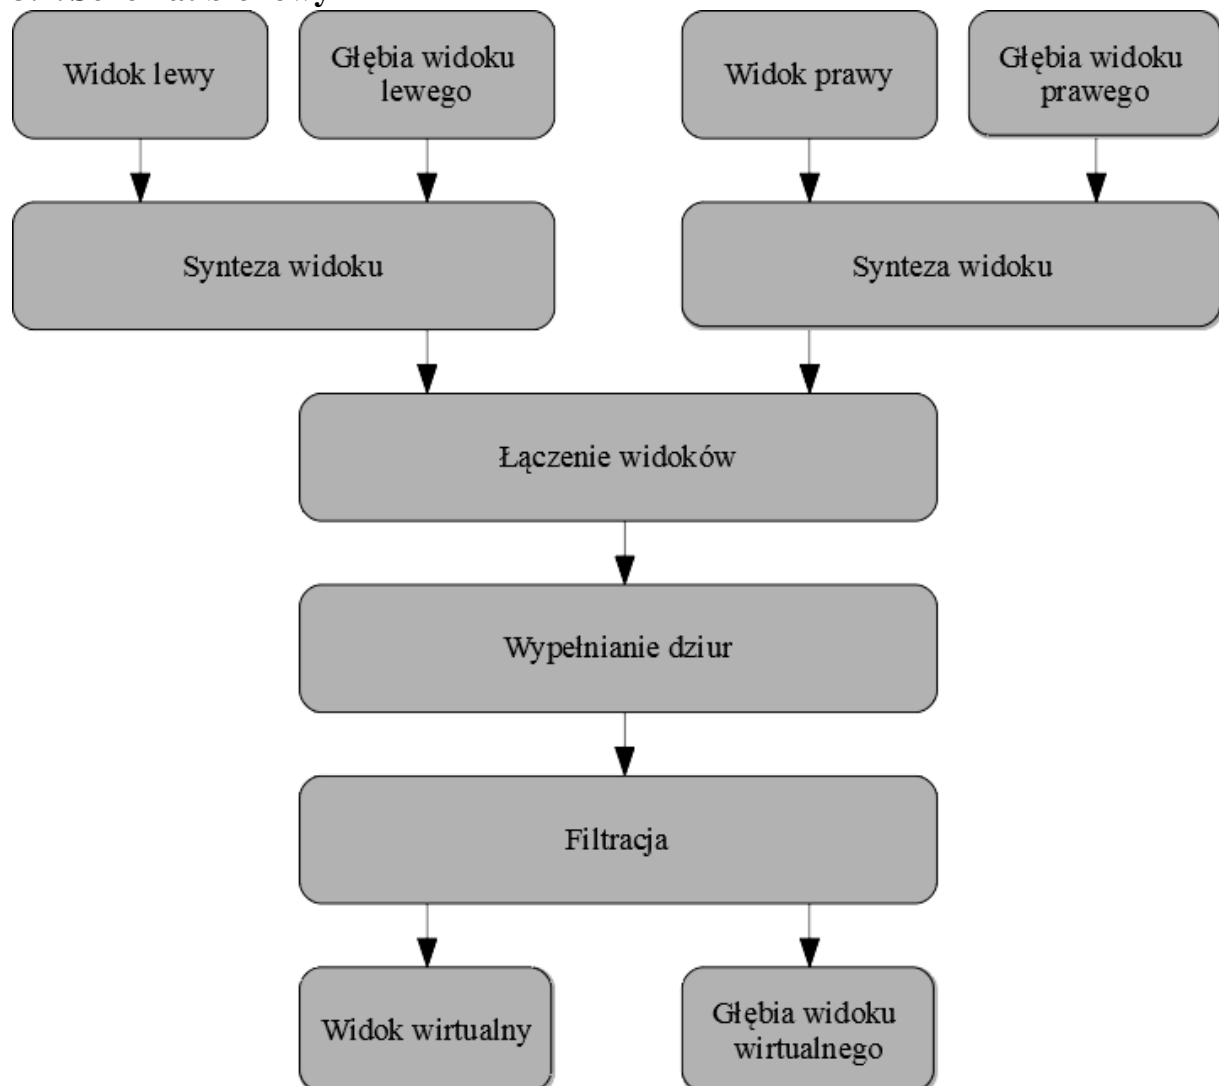 Widok lewy
Głębia widoku
lewego
Widok prawy
Głębia widoku
prawego
Synteza widoku
Synteza widoku
Łączenie widoków
Wypełnianie dziur
Filtracja
Widok wirtualny
Głębia widoku
wirtualnego